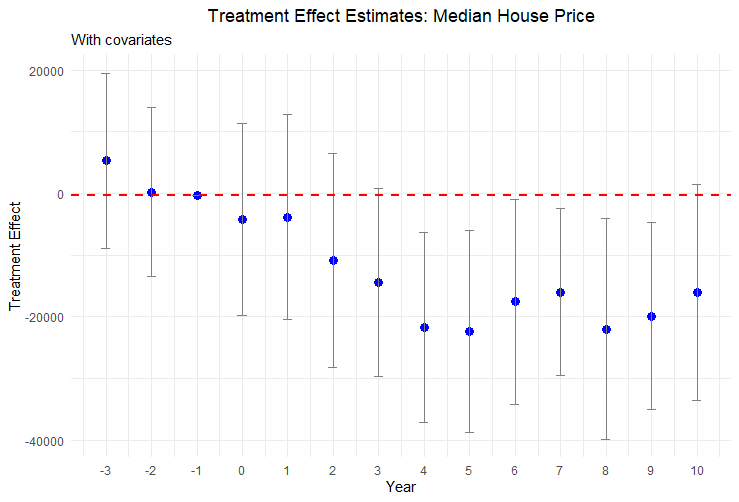 Treatment Effect Estimates: Median House Price
With covariates
20000
0
-20000
-40000
Treatment Effect
-3 -2 -1 0 1 2 3 4 5 6 7 8 9 10
Year